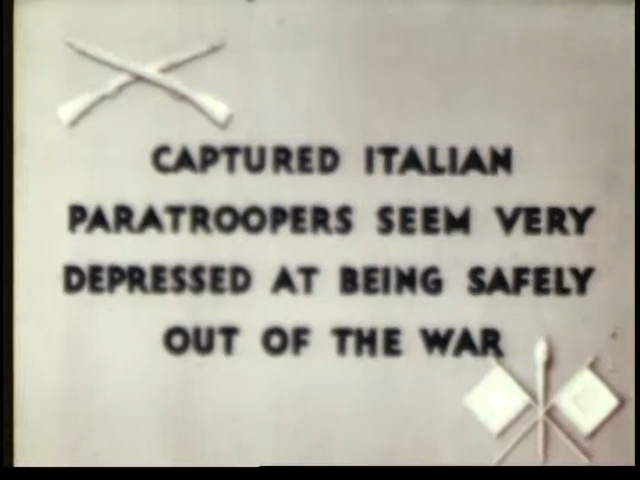 CAPTURED ITALIAN
PARATROOPERS SEEM VERY
DEPRESSED AT BEING SAFELY
OUT OF THE WAR